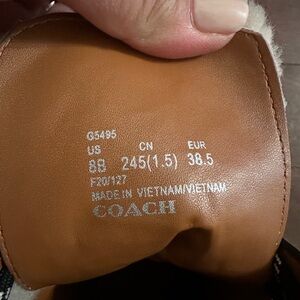 G5495
US CN EUR
8B 245(1.5) 38.5
F20/127
MADE IN VIETNAM/VIETNAM
COACH